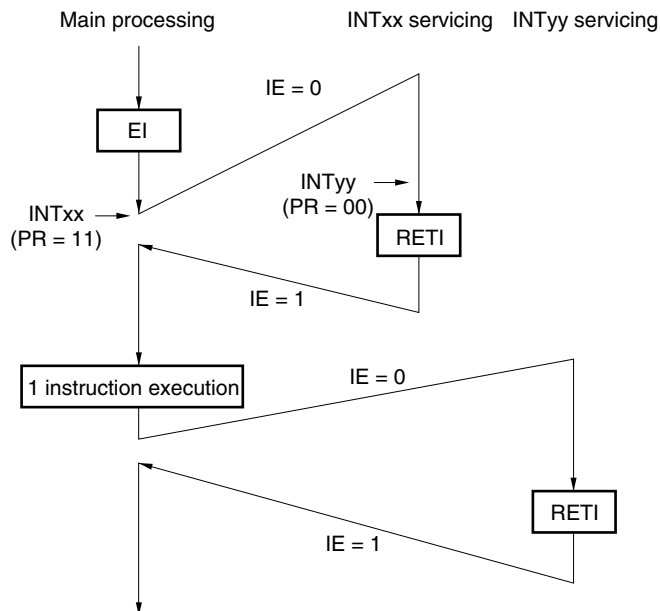 Main processing
INTxx servicing
INTyy servicing
IE = 0
EI
INTxx
(PR = 11)
INTyy
(PR = 00)
RETI
IE = 1
1 instruction execution
IE = 0
RETI
IE = 1